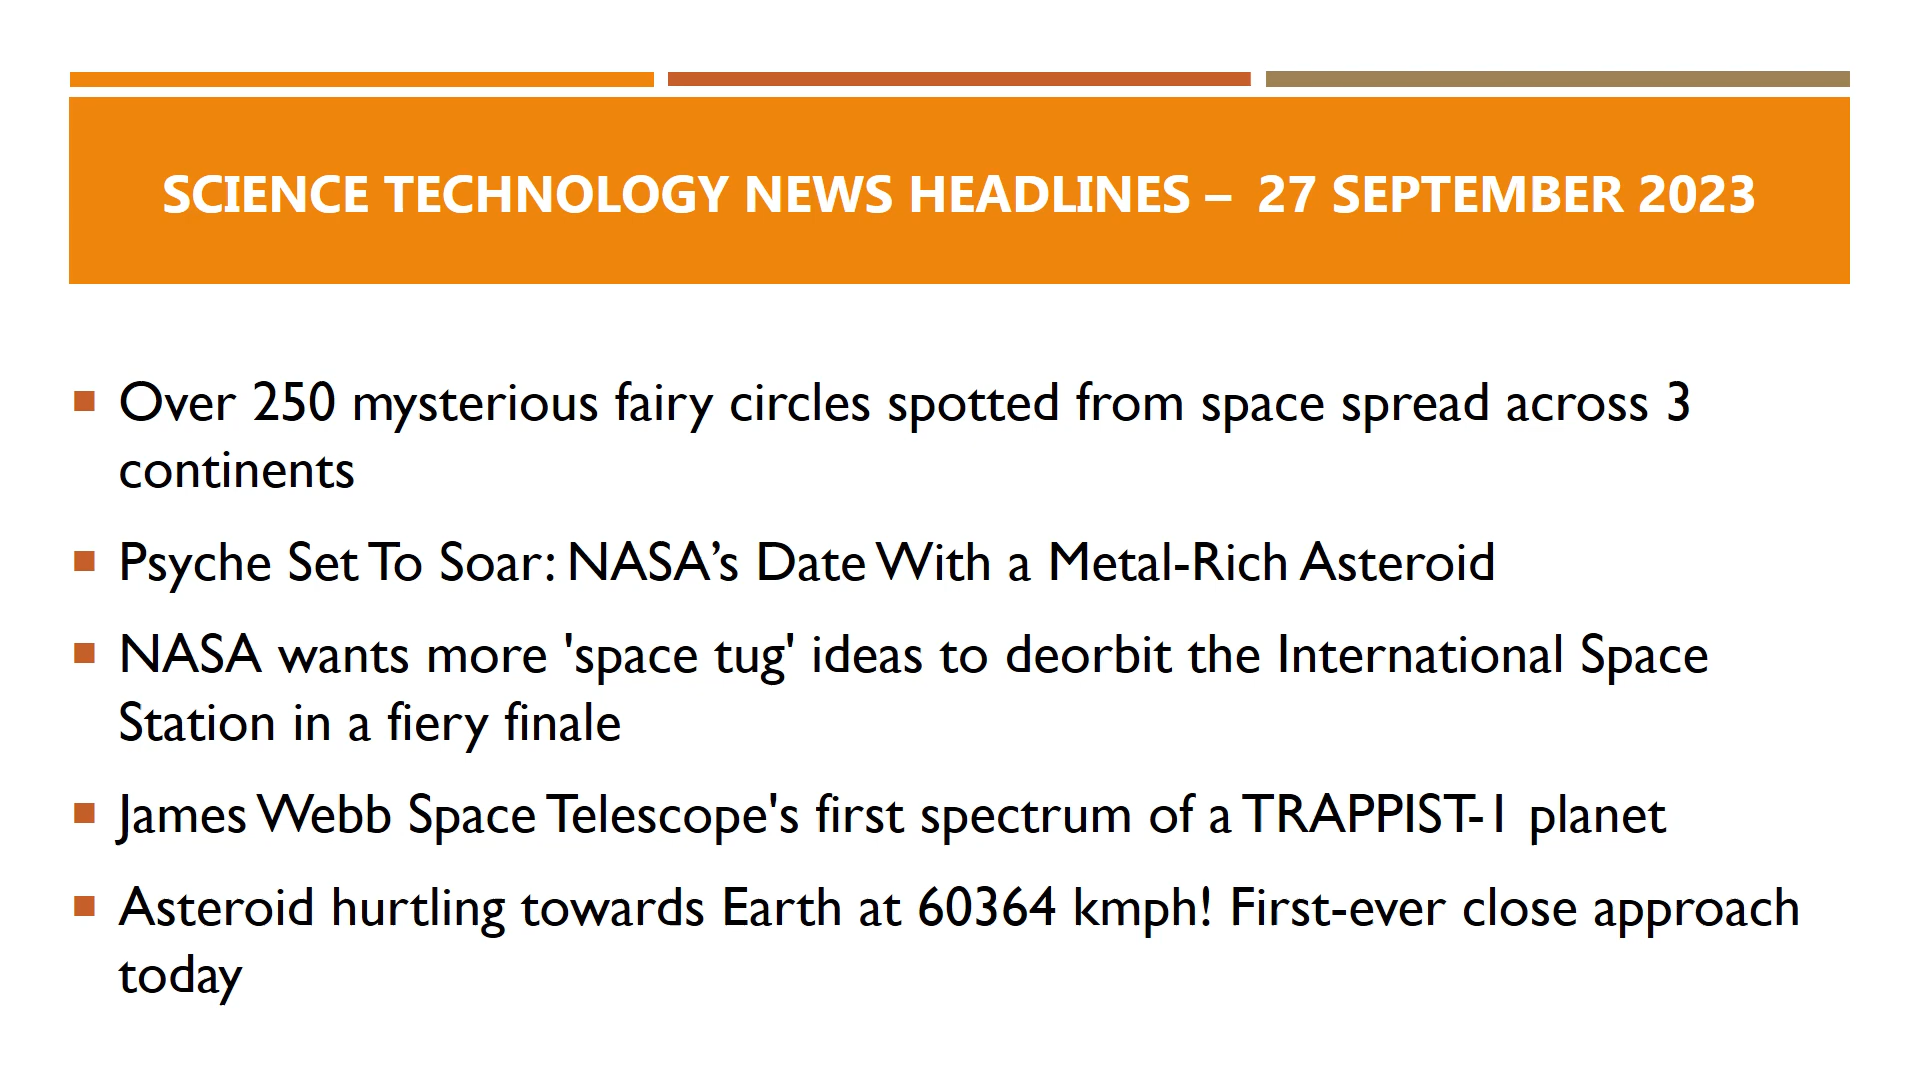 SCIENCE TECHNOLOGY NEWS HEADLINES – 27 SEPTEMBER 2023
Over 250 mysterious fairy circles spotted from space spread across 3
continents
Psyche Set To Soar: NASA’s Date With a Metal-Rich Asteroid
NASA wants more 'space tug' ideas to deorbit the International Space
Station in a fiery finale
James Webb Space Telescope's first spectrum of a TRAPPIST-1 planet
Asteroid hurtling towards Earth at 60364 kmph! First-ever close approach
today